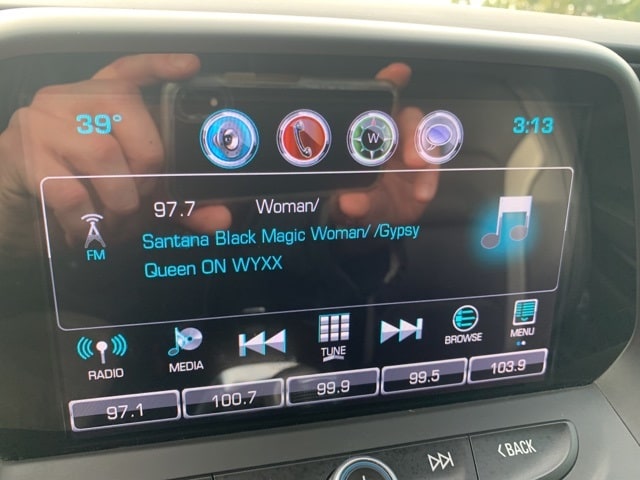 39°
W
3:13
97.7 Woman/
FM
Santana Black Magic Woman/ /Gypsy
Queen ON WYXX
RADIO
MEDIA
TUNE
BROWSE
MENU
97.1
100.7
99.9
99.5
103.9
<BACK